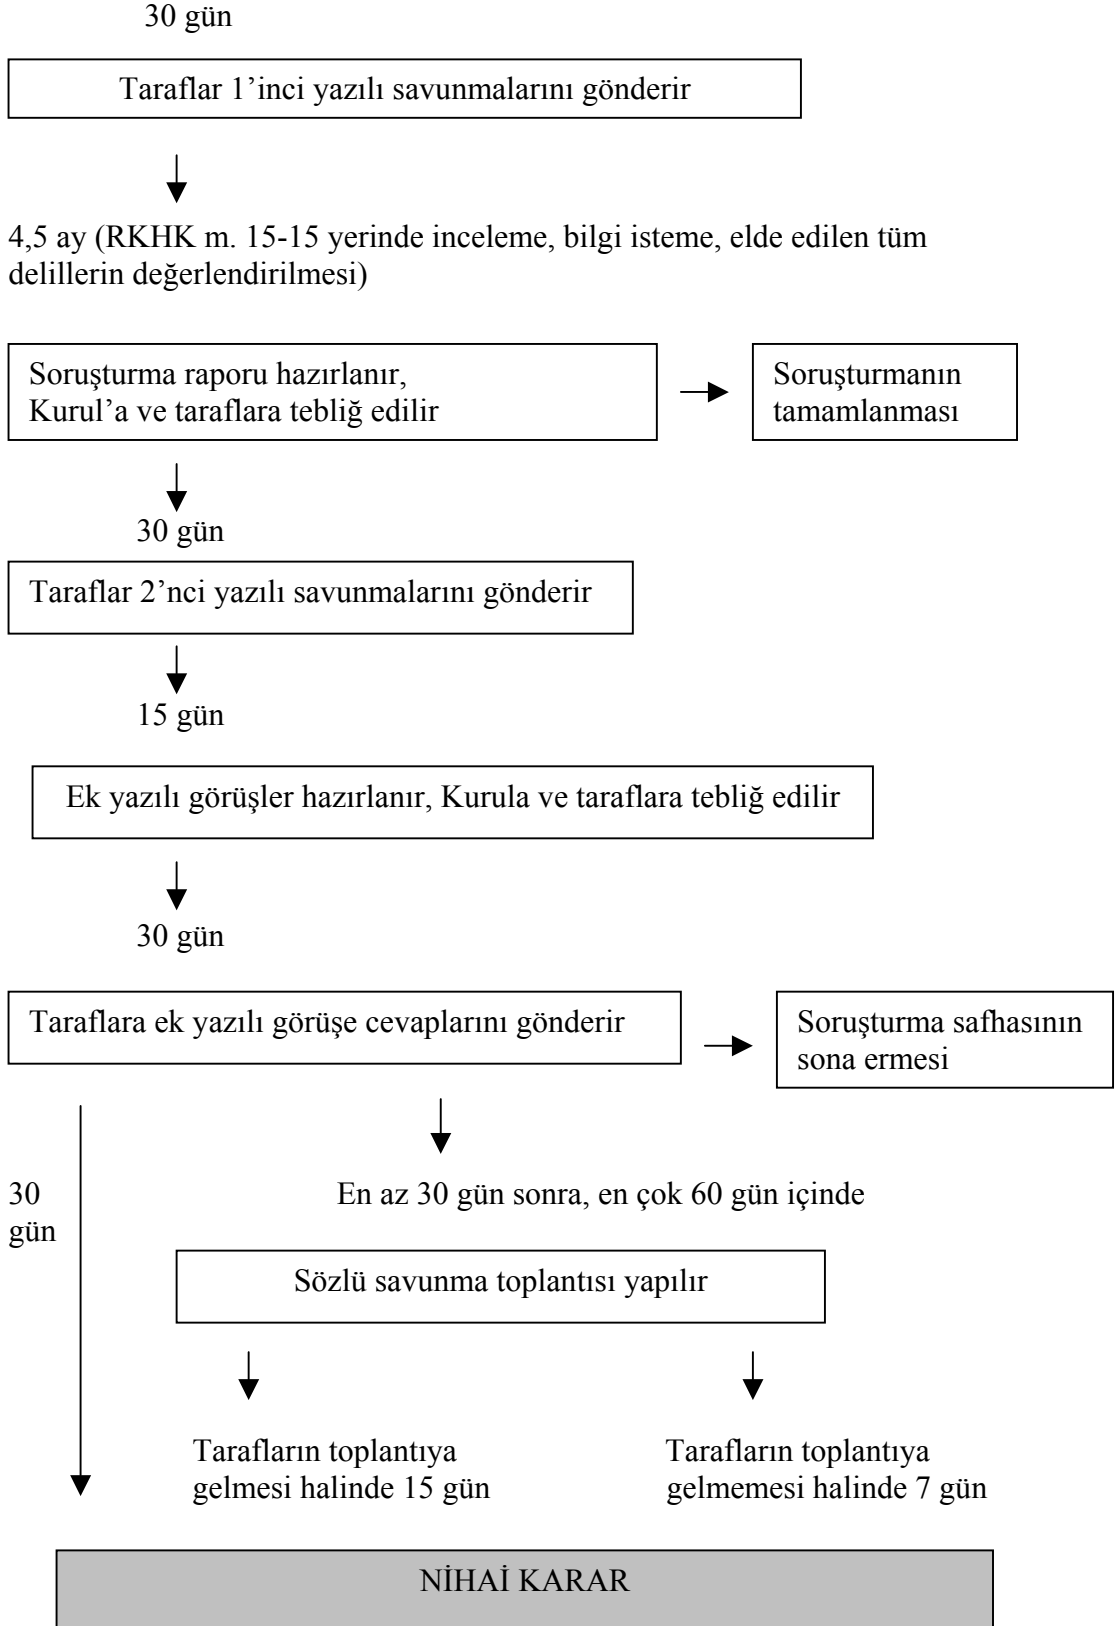 30 gün
Taraflar 1’inci yazılı savunmalarını gönderir
4,5 ay (RKHK m. 15-15 yerinde inceleme, bilgi isteme, elde edilen tüm
delillerin değerlendirilmesi)
Soruşturma raporu hazırlanır,
Kurul’a ve taraflara tebliğ edilir
Soruşturmanın
tamamlanması
30 gün
Taraflar 2’nci yazılı savunmalarını gönderir
15 gün
Ek yazılı görüşler hazırlanır, Kurula ve taraflara tebliğ edilir
30 gün
Taraflara ek yazılı görüşe cevaplarını gönderir
Soruşturma safhasının
sona ermesi
30
gün
En az 30 gün sonra, en çok 60 gün içinde
Sözlü savunma toplantısı yapılır
Tarafların toplantıya
gelmesi halinde 15 gün
Tarafların toplantıya
gelmemesi halinde 7 gün
NİHAİ KARAR